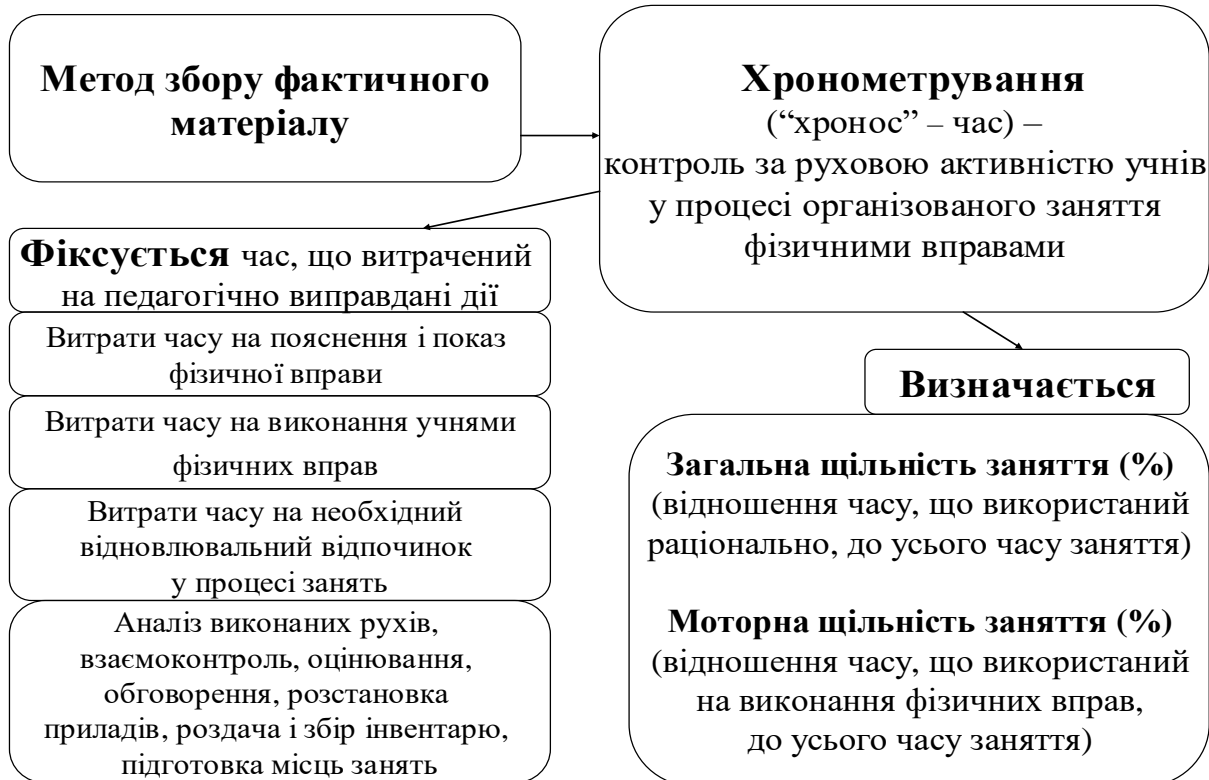 Метод збору фактичного
матеріалу
Хронометрування
(“хронос” – час) –
контроль за руховою активністю учнів
у процесі організованого заняття
фізичними вправами
Фіксується час, що витрачений
на педагогічно виправдані дії
Витрати часу на пояснення і показ
фізичної вправи
Витрати часу на виконання учнями
фізичних вправ
Витрати часу на необхідний
відновлювальний відпочинок
у процесі занять
Аналіз виконаних рухів,
взаємоконтроль, оцінювання,
обговорення, розстановка
приладів, роздача і збір інвентарю,
підготовка місць занять
Визначається
Загальна щільність заняття (%)
(відношення часу, що використаний
раціонально, до усього часу заняття)
Моторна щільність заняття (%)
(відношення часу, що використаний
на виконання фізичних вправ,
до усього часу заняття)